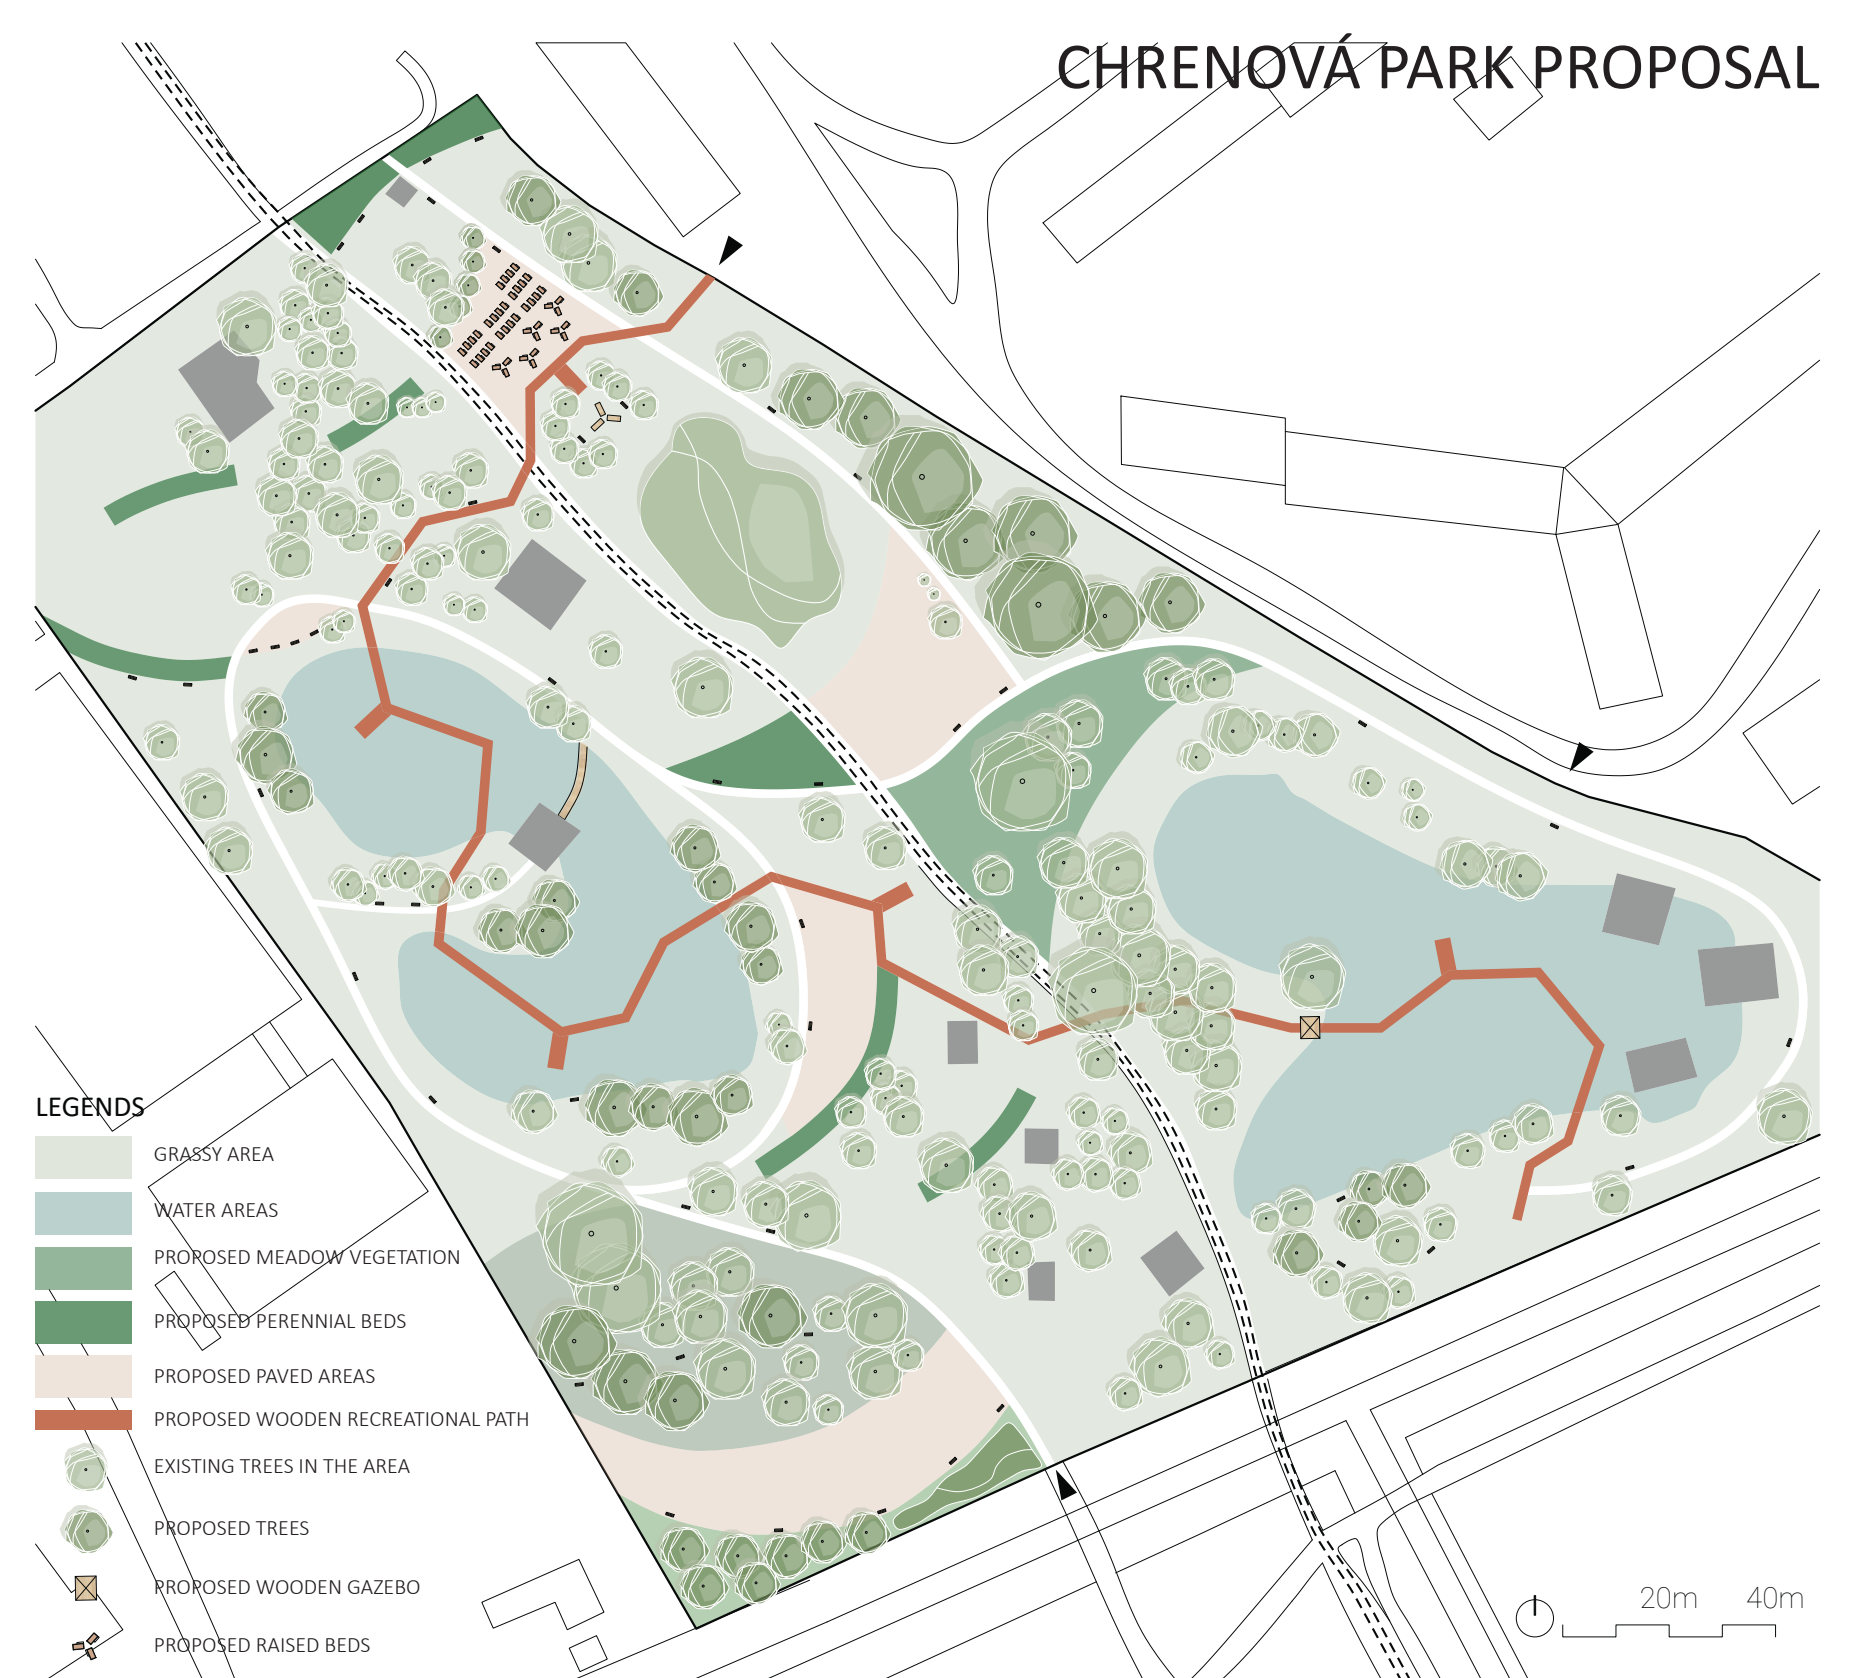 CHRENOVÁ PARK PROPOSAL
LEGENDS
GRASSY AREA
WATER AREAS
PROPOSED MEADOW VEGETATION
PROPOSED PERENNIAL BEDS
PROPOSED PAVED AREAS
PROPOSED WOODEN RECREATIONAL PATH
EXISTING TREES IN THE AREA
PROPOSED TREES
PROPOSED WOODEN GAZEBO
PROPOSED RAISED BEDS
20m 40m